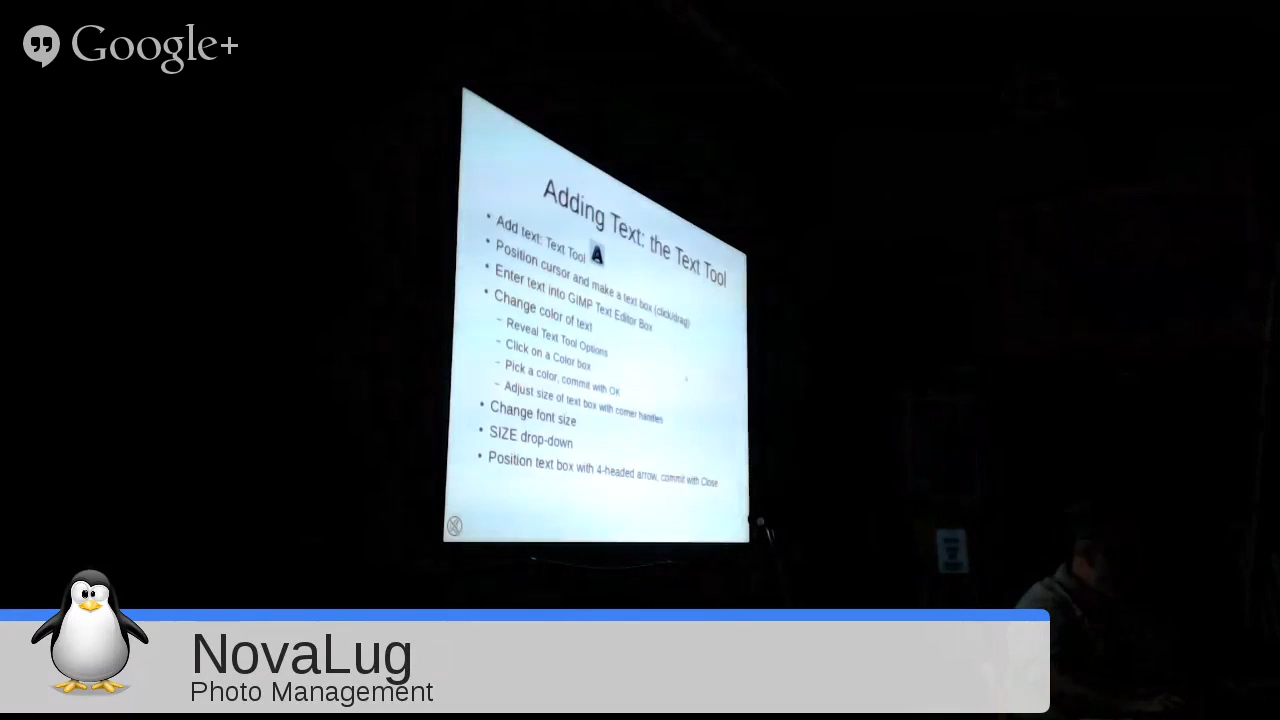 Google+
Adding Text: the Text Tool
• Add text: Text Tool A
• Position cursor and make a text box (click/drag)
• Enter text into GIMP Text Editor Box
• Change color of text
– Reveal Text Tool Options
– Click on a Color box
– Pick a color, commit with OK
– Adjust size of text box with corner handles
• Change font size
• SIZE drop-down
• Position text box with 4-headed arrow, commit with Close
NovaLug
Photo Management